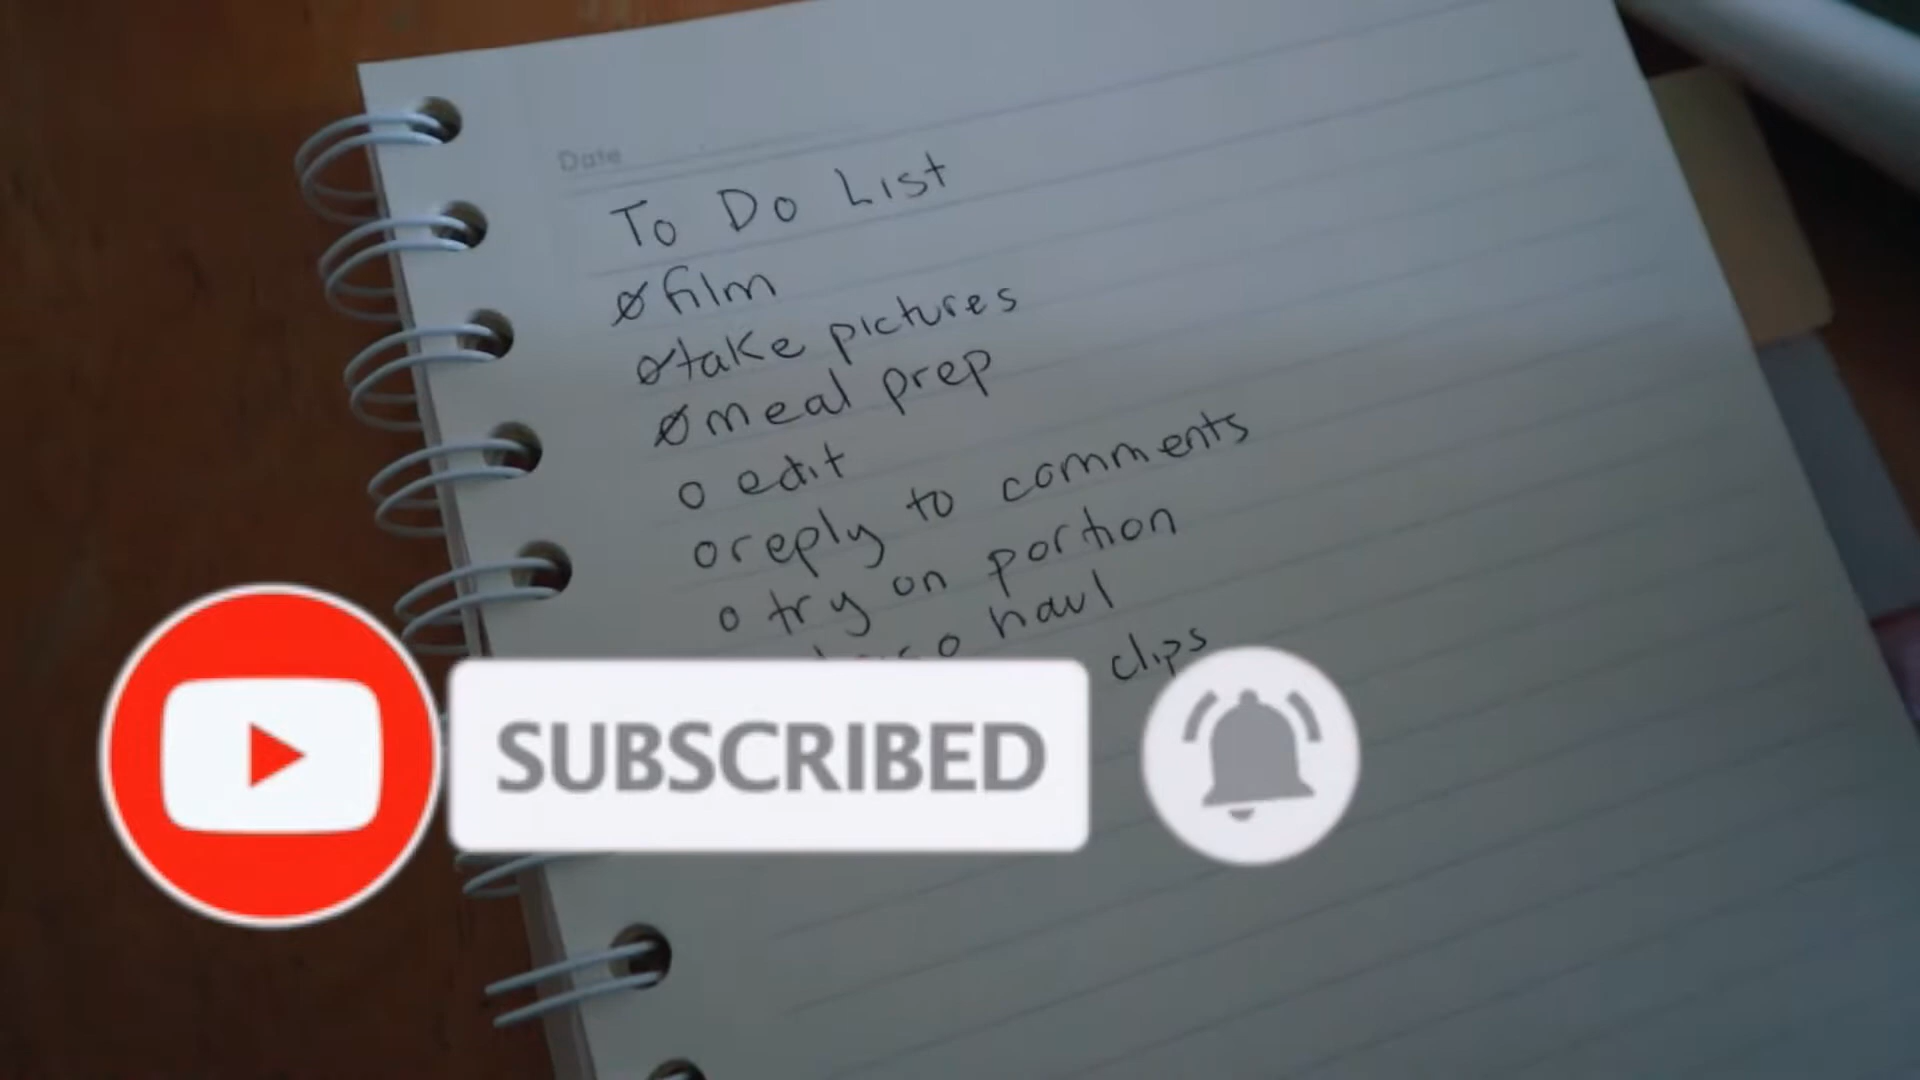 Date
To Do List
film
take pictures
meal prep
edit
reply to comments
try on portion
haul
clips
SUBSCRIBED